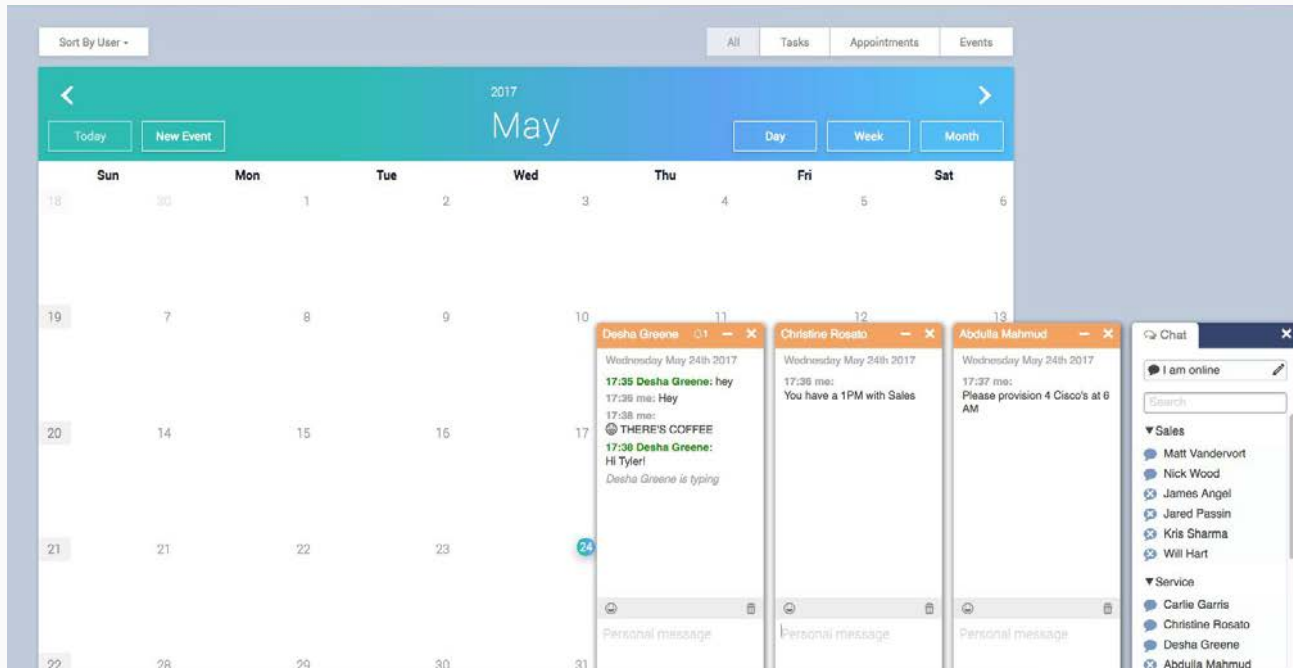 Sort By User
All Tasks Appointments Events
2017
May
Today New Event
Day Week Month
Sun Mon Tue Wed Thu Fri Sat
18 30 1 2 3 4 5 6
19 7 8 9 10 11 12 13
20 14 15 16 17
21 21 22 23 24
22 28 29 30 31
Desha Greene 1
Wednesday May 24th 2017
17:35 Desha Greene: hey
17:36 me: Hey
17:38 me:
THERE'S COFFEE
17:38 Desha Greene:
Hi Tyler!
Desha Greene is typing
Personal message
Christine Rosato
Wednesday May 24th 2017
17:36 me:
You have a 1PM with Sales
Personal message
Abdulla Mahmud
Wednesday May 24th 2017
17:37 me:
Please provision 4 Cisco's at 6
AM
Personal message
Chat
I am online
Search
Sales
Matt Vandervort
Nick Wood
James Angel
Jared Passin
Kris Sharma
Will Hart
Service
Carlie Garris
Christine Rosato
Desha Greene
Abdulla Mahmud